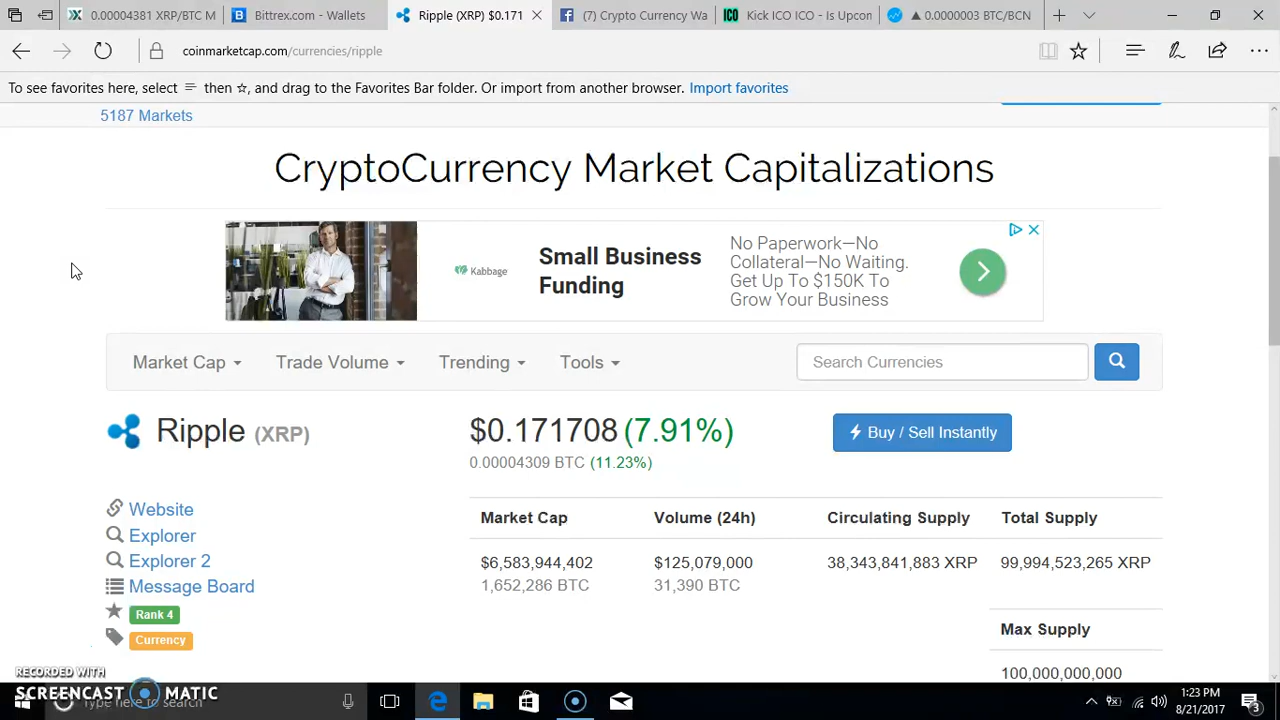 0.00004381 XRP/BTC M
Bittrex.com - Wallets
Ripple (XRP) $0.171
(7) Crypto Currency Wa
ICO
Kick ICO ICO - Is Upcon
▲ 0.0000003 BTC/BCN
coinmarketcap.com/currencies/ripple
To see favorites here, select ≡ then ☆, and drag to the Favorites Bar folder. Or import from another browser. Import favorites
5187 Markets
CryptoCurrency Market Capitalizations
Kabbage
Small Business
Funding
No Paperwork—No
Collateral—No Waiting.
Get Up To $150K To
Grow Your Business
Market Cap
Trade Volume
Trending
Tools
Search Currencies
Ripple (XRP)
$0.171708 (7.91%)
0.00004309 BTC (11.23%)
Buy / Sell Instantly
Website
Explorer
Explorer 2
Message Board
Rank 4
Currency
Market Cap
Volume (24h)
Circulating Supply
Total Supply
$6,583,944,402
$125,079,000
38,343,841,883 XRP
99,994,523,265 XRP
1,652,286 BTC
31,390 BTC
Max Supply
100,000,000,000
RECORDED WITH
SCREENCAST MATIC
Type here to search
1:23 PM
8/21/2017
3